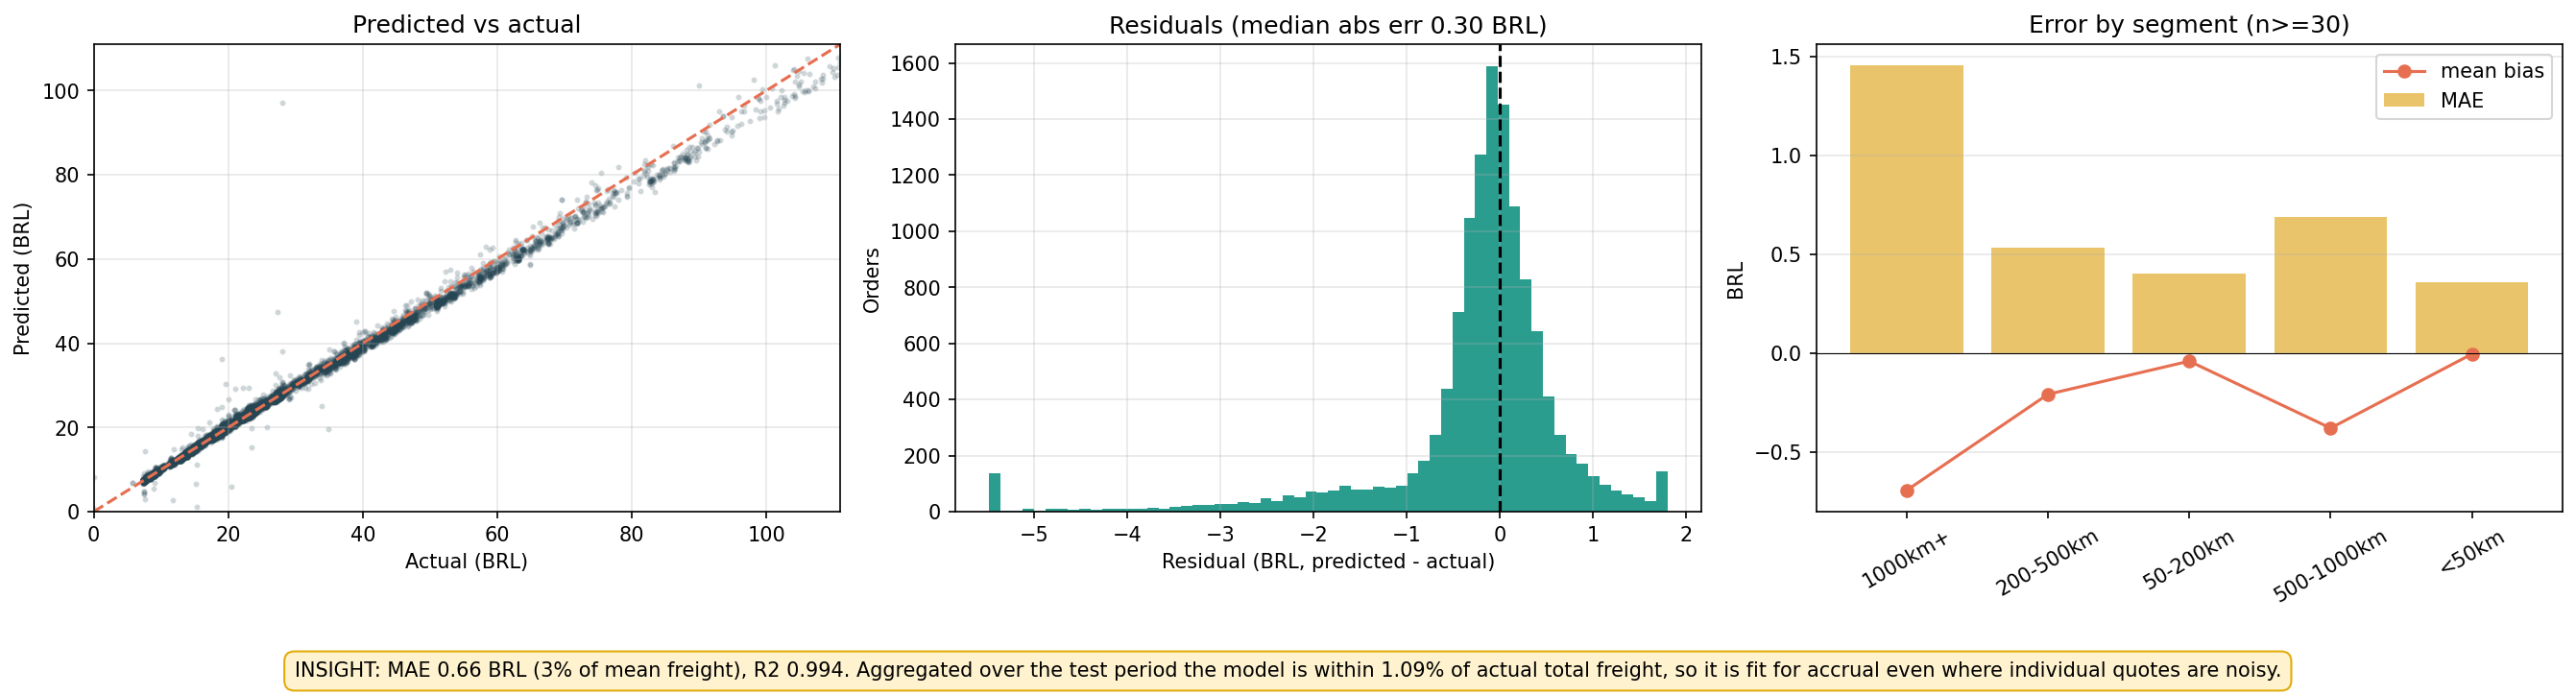 Predicted vs actual
Predicted (BRL)
100
80
60
40
20
0
0 20 40 60 80 100
Actual (BRL)
Residuals (median abs err 0.30 BRL)
Orders
1600
1400
1200
1000
800
600
400
200
0
−5 −4 −3 −2 −1 0 1 2
Residual (BRL, predicted - actual)
Error by segment (n>=30)
mean bias
MAE
BRL
1.5
1.0
0.5
0.0
−0.5
1000km+ 200-500km 50-200km 500-1000km <50km
INSIGHT: MAE 0.66 BRL (3% of mean freight), R2 0.994. Aggregated over the test period the model is within 1.09% of actual total freight, so it is fit for accrual even where individual quotes are noisy.